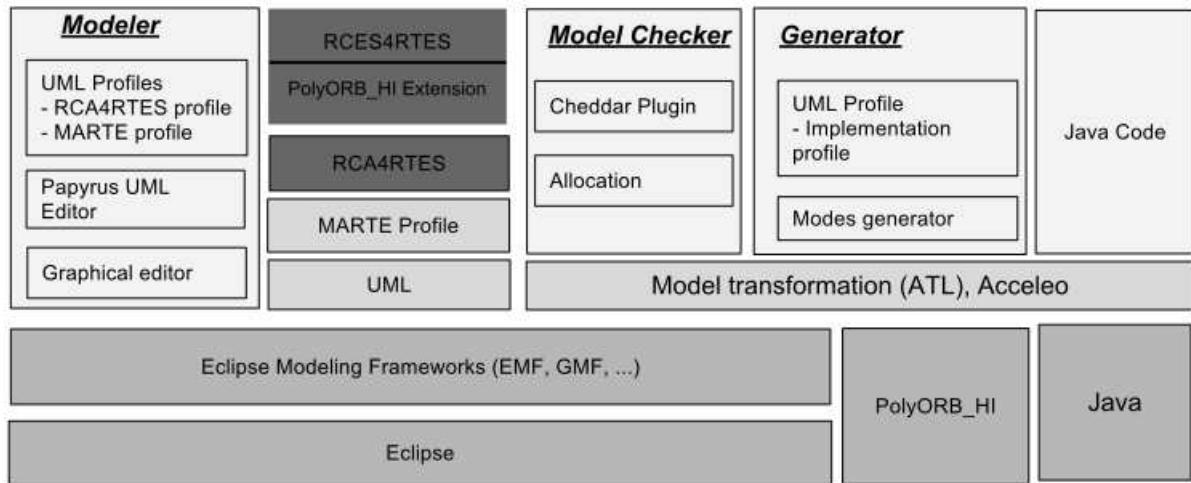 Modeler
UML Profiles
- RCA4RTES profile
- MARTE profile
Papyrus UML
Editor
Graphical editor
RCES4RTES
PolyORB_HI Extension
RCA4RTES
MARTE Profile
UML
Model Checker
Cheddar Plugin
Allocation
Generator
UML Profile
- Implementation
profile
Modes generator
Java Code
Model transformation (ATL), Acceleo
Eclipse Modeling Frameworks (EMF, GMF, ...)
Eclipse
PolyORB_HI
Java